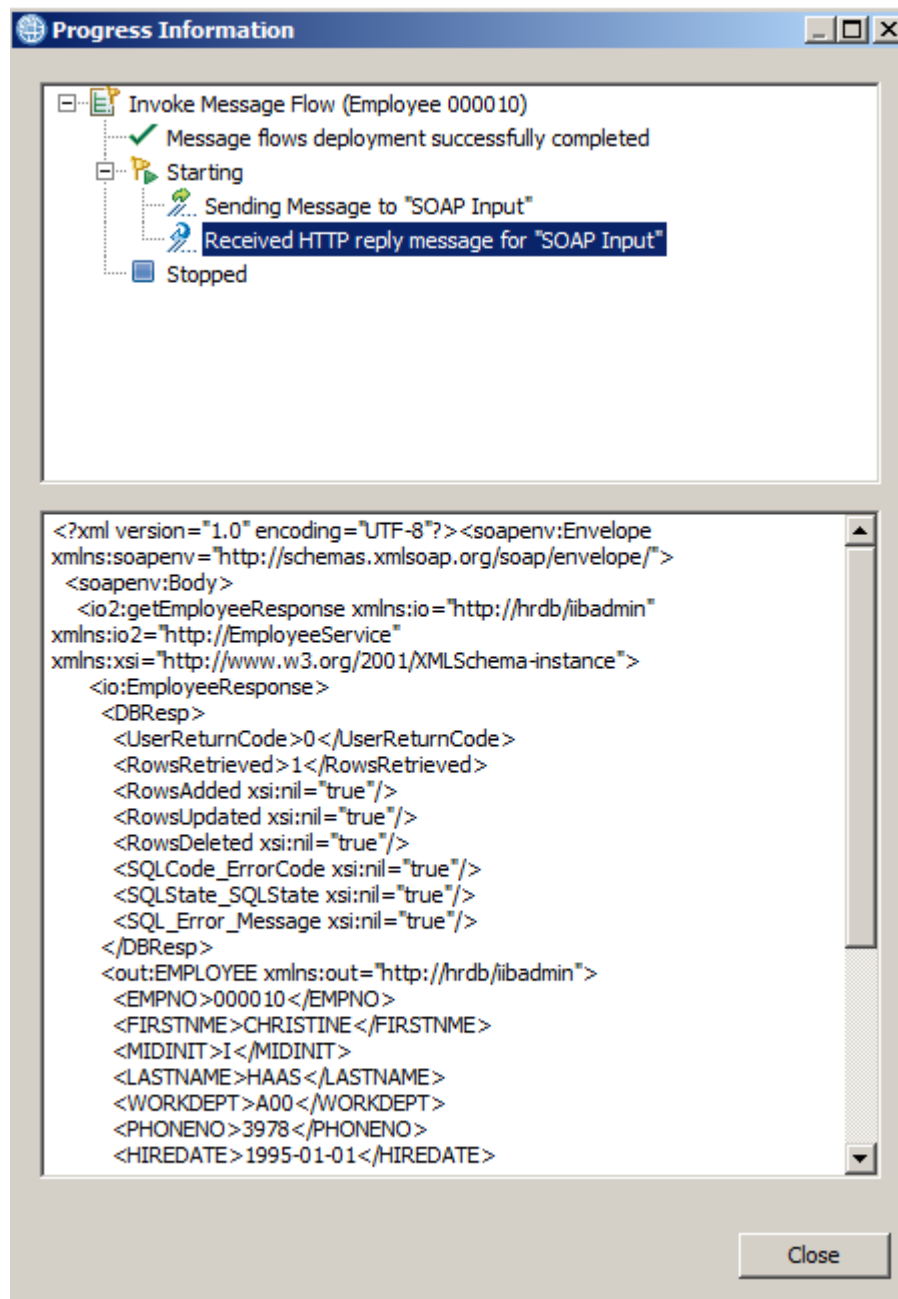 Progress Information
Invoke Message Flow (Employee 000010)
Message flows deployment successfully completed
Starting
Sending Message to "SOAP Input"
Received HTTP reply message for "SOAP Input"
Stopped
<?xml version="1.0" encoding="UTF-8"?><soapenv:Envelope
xmlns:soapenv="http://schemas.xmlsoap.org/soap/envelope/">
<soapenv:Body>
<io2:getEmployeeResponse xmlns:io="http://hrdb/iibadmin"
xmlns:io2="http://EmployeeService"
xmlns:xsi="http://www.w3.org/2001/XMLSchema-instance">
<io:EmployeeResponse>
<DBResp>
<UserReturnCode>0</UserReturnCode>
<RowsRetrieved>1</RowsRetrieved>
<RowsAdded xsi:nil="true"/>
<RowsUpdated xsi:nil="true"/>
<RowsDeleted xsi:nil="true"/>
<SQLCode_ErrorCode xsi:nil="true"/>
<SQLState_SQLState xsi:nil="true"/>
<SQL_Error_Message xsi:nil="true"/>
</DBResp>
<out:EMPLOYEE xmlns:out="http://hrdb/iibadmin">
<EMPNO>000010</EMPNO>
<FIRSTNME>CHRISTINE</FIRSTNME>
<MIDINIT>I</MIDINIT>
<LASTNAME>HAAS</LASTNAME>
<WORKDEPT>A00</WORKDEPT>
<PHONENO>3978</PHONENO>
<HIREDATE>1995-01-01</HIREDATE>
Close